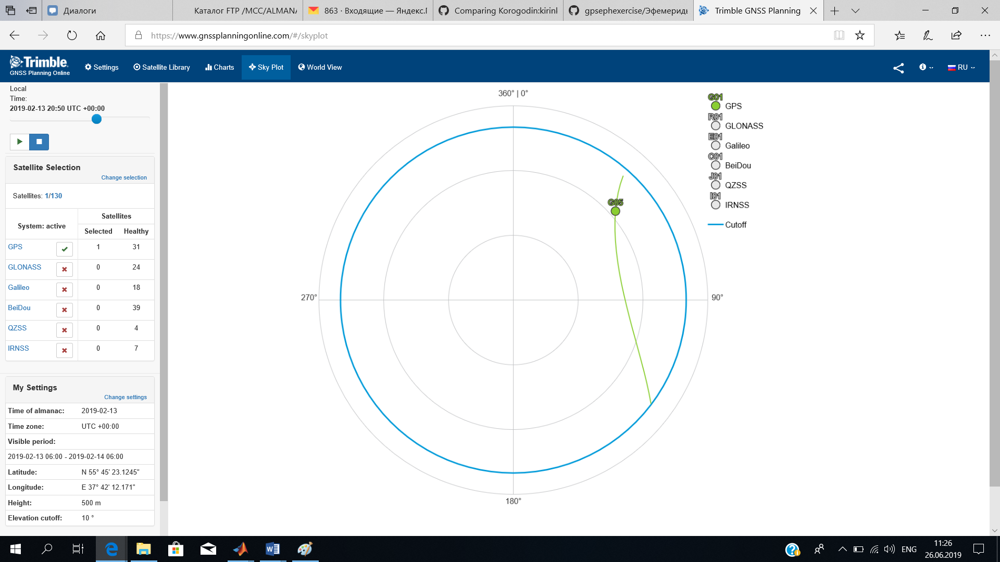 Диалоги
Каталог FTP /MCC/ALMANA
863 · Входящие — Яндекс.П
Comparing Korogodin:kirinl
gpsephexercise/Эфемериды
Trimble GNSS Planning
https://www.gnssplanningonline.com/#/skyplot
Trimble
GNSS Planning Online
Settings
Satellite Library
Charts
Sky Plot
World View
RU
Local
Time:
2019-02-13 20:50 UTC +00:00
Satellite Selection
Change selection
Satellites: 1/130
System: active
Satellites
Selected Healthy
GPS 1 31
GLONASS 0 24
Galileo 0 18
BeiDou 0 39
QZSS 0 4
IRNSS 0 7
My Settings
Change settings
Time of almanac: 2019-02-13
Time zone: UTC +00:00
Visible period:
2019-02-13 06:00 - 2019-02-14 06:00
Latitude: N 55° 45' 23.1245"
Longitude: E 37° 42' 12.171"
Height: 500 m
Elevation cutoff: 10 °
360° | 0°
270°
90°
180°
G05
G01
GPS
R01
GLONASS
E01
Galileo
C01
BeiDou
J01
QZSS
I01
IRNSS
Cutoff
ENG
11:26
26.06.2019